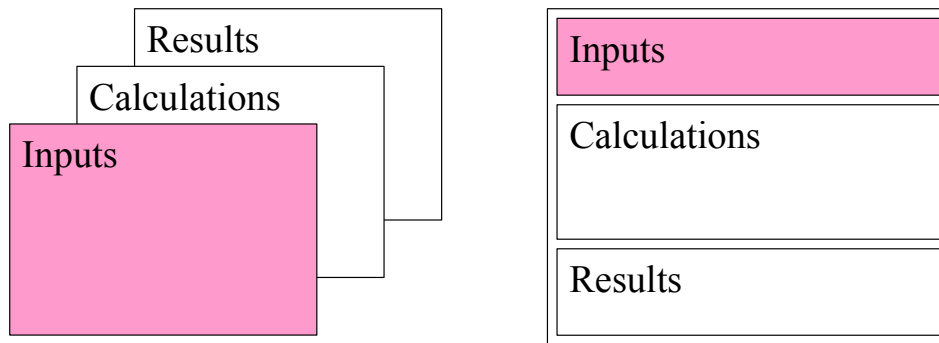 Results
Calculations
Inputs
Inputs
Calculations
Results